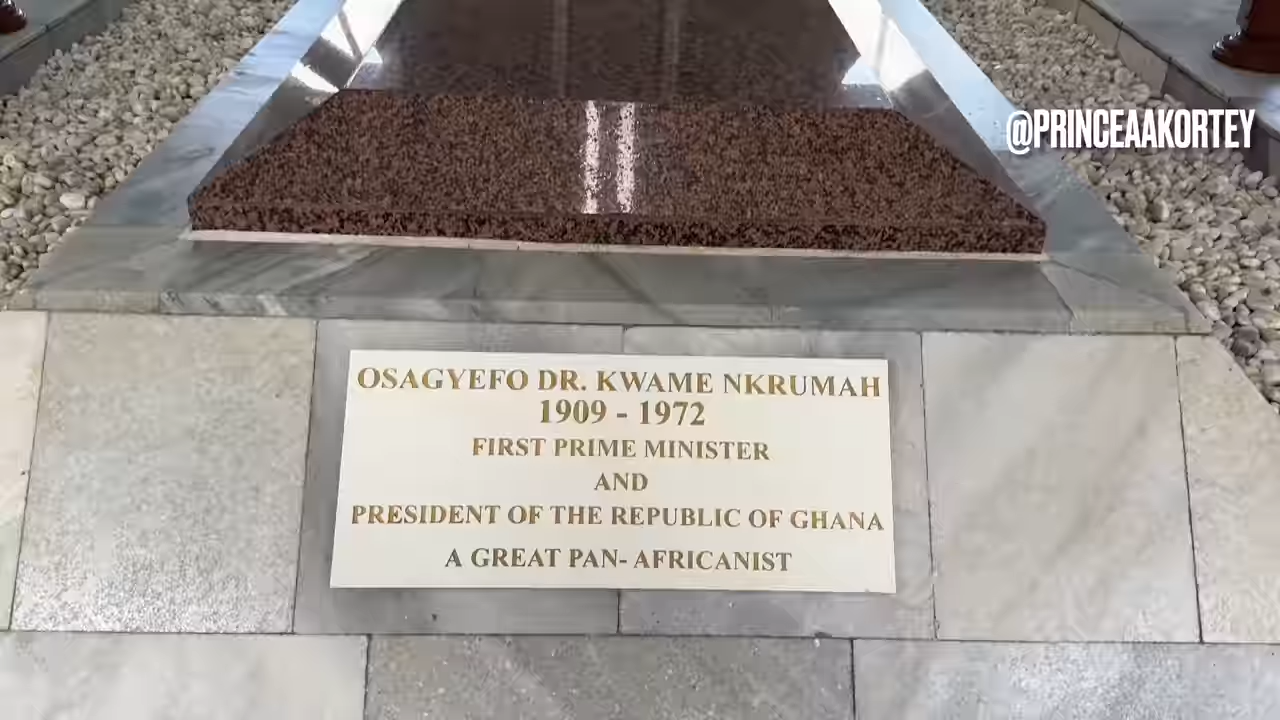 @PRINCEAAKORTEY
OSAGYEFO DR. KWAME NKRUMAH
1909 - 1972
FIRST PRIME MINISTER
AND
PRESIDENT OF THE REPUBLIC OF GHANA
A GREAT PAN- AFRICANIST